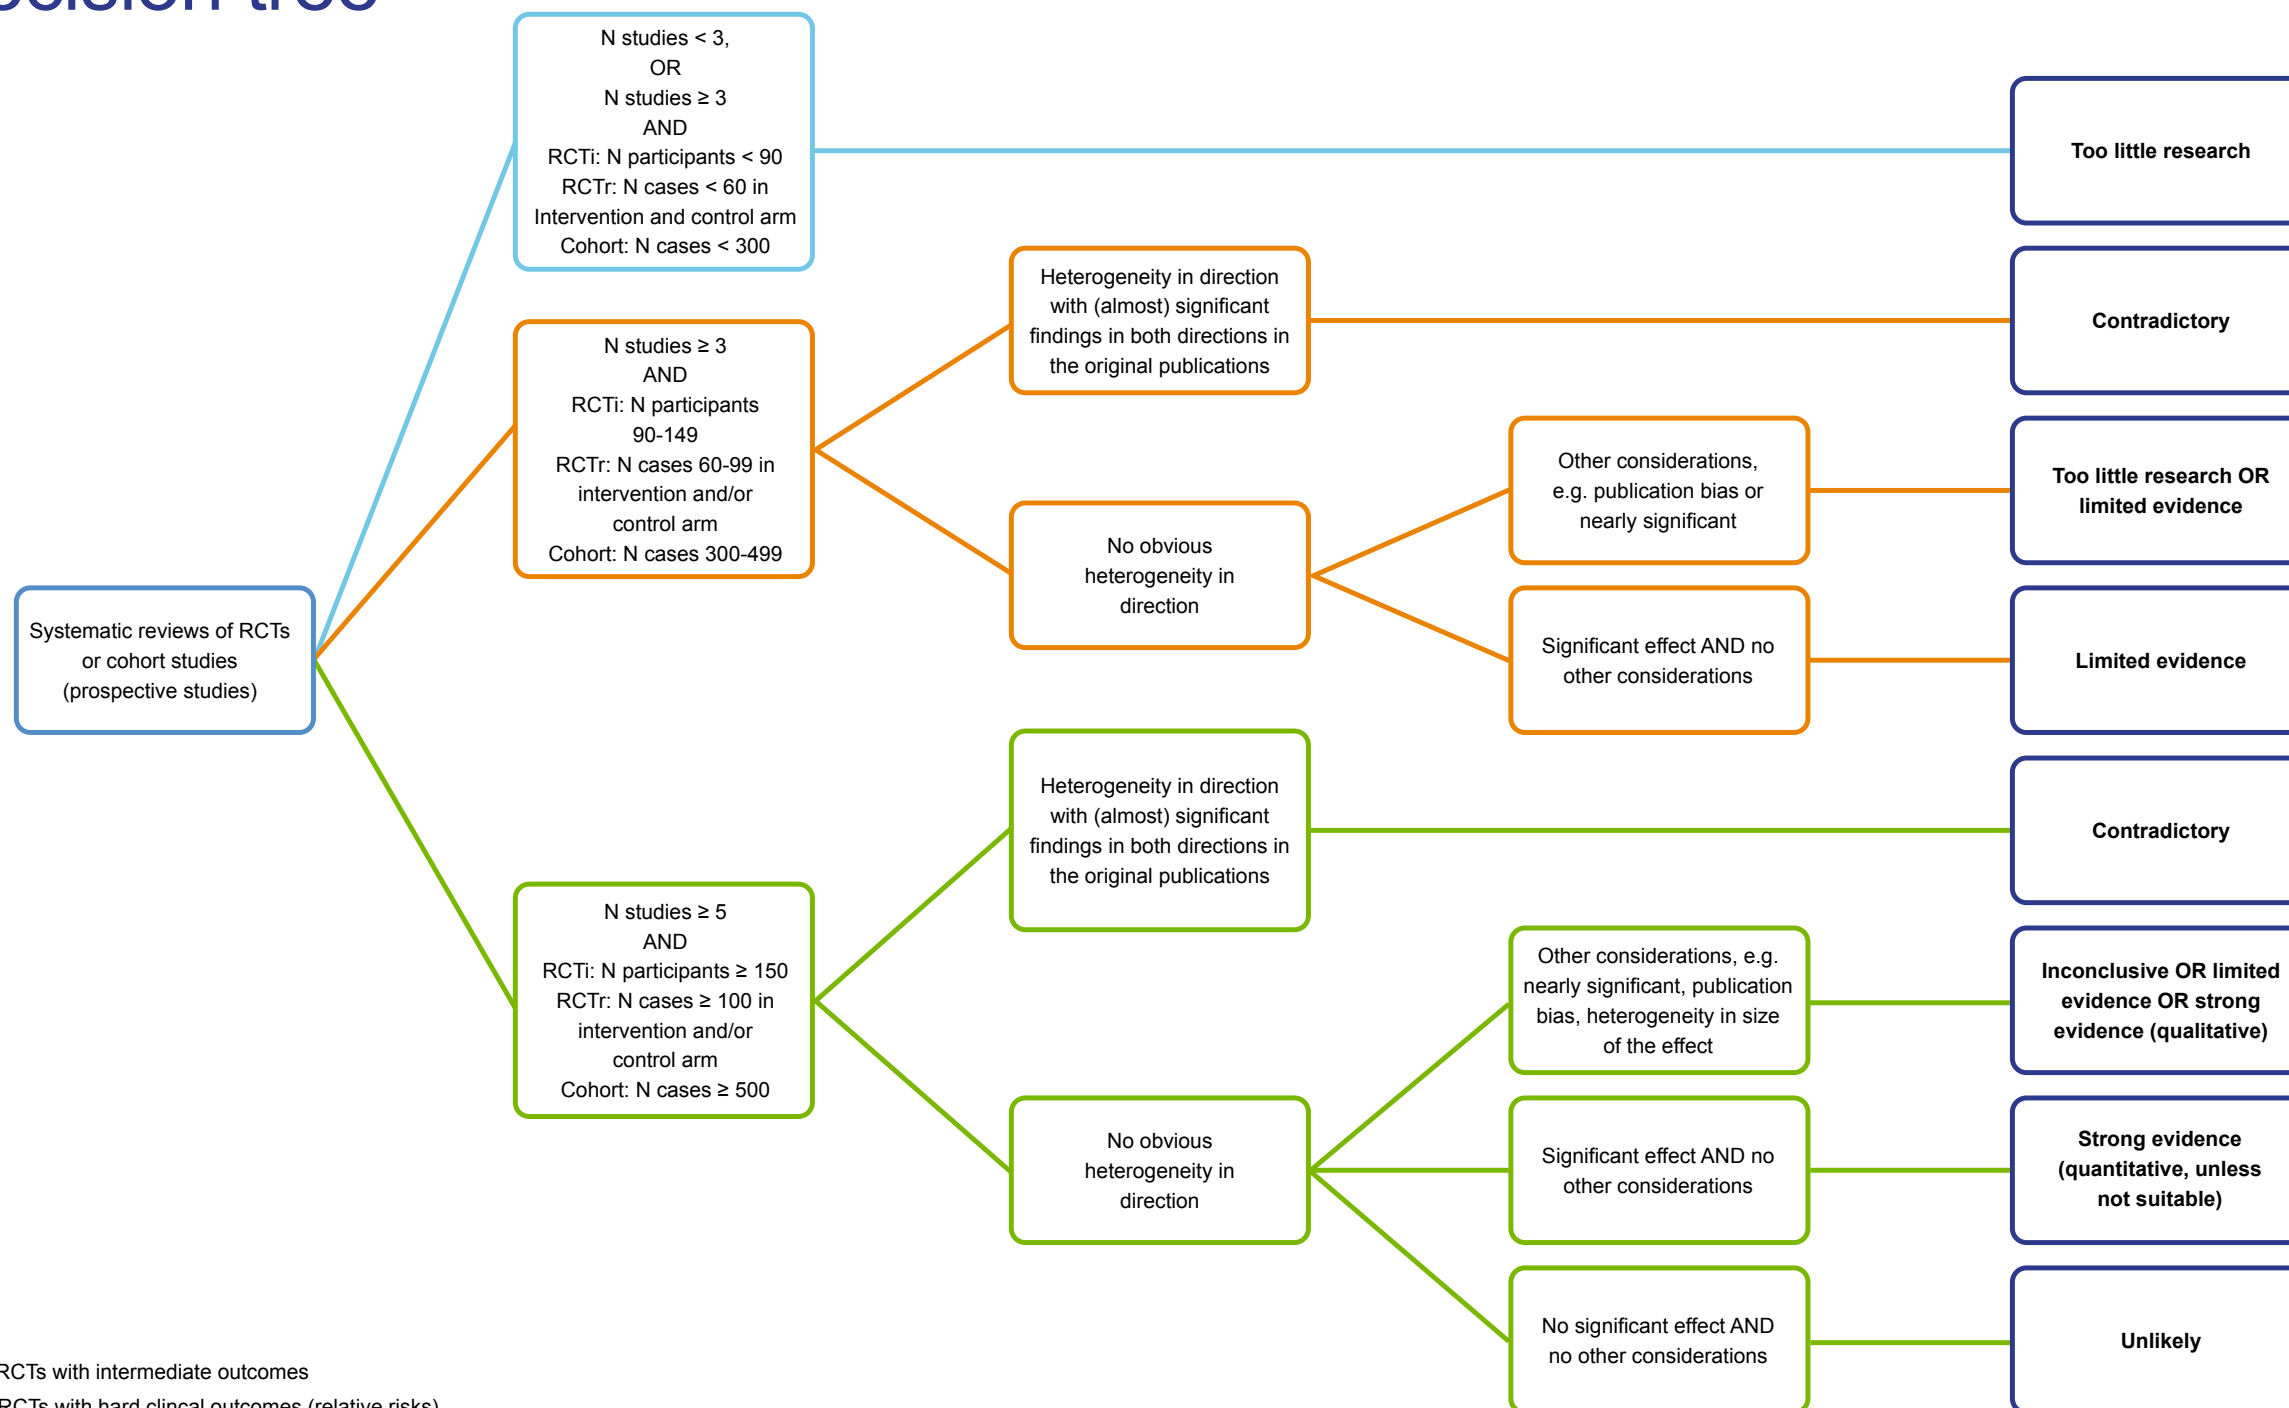 decision tree
N studies < 3,
OR
N studies ≥ 3
AND
RCTi: N participants < 90
RCTr: N cases < 60 in
Intervention and control arm
Cohort: N cases < 300
Too little research
Heterogeneity in direction
with (almost) significant
findings in both directions in
the original publications
Contradictory
N studies ≥ 3
AND
RCTi: N participants
90-149
RCTr: N cases 60-99 in
intervention and/or
control arm
Cohort: N cases 300-499
Other considerations,
e.g. publication bias or
nearly significant
Too little research OR
limited evidence
No obvious
heterogeneity in
direction
Significant effect AND no
other considerations
Limited evidence
Systematic reviews of RCTs
or cohort studies
(prospective studies)
Heterogeneity in direction
with (almost) significant
findings in both directions in
the original publications
Contradictory
N studies ≥ 5
AND
RCTi: N participants ≥ 150
RCTr: N cases ≥ 100 in
intervention and/or
control arm
Cohort: N cases ≥ 500
Other considerations, e.g.
nearly significant, publication
bias, heterogeneity in size
of the effect
Inconclusive OR limited
evidence OR strong
evidence (qualitative)
No obvious
heterogeneity in
direction
Significant effect AND no
other considerations
Strong evidence
(quantitative, unless
not suitable)
No significant effect AND
no other considerations
Unlikely
RCTs with intermediate outcomes
RCTs with hard clincal outcomes (relative risks)